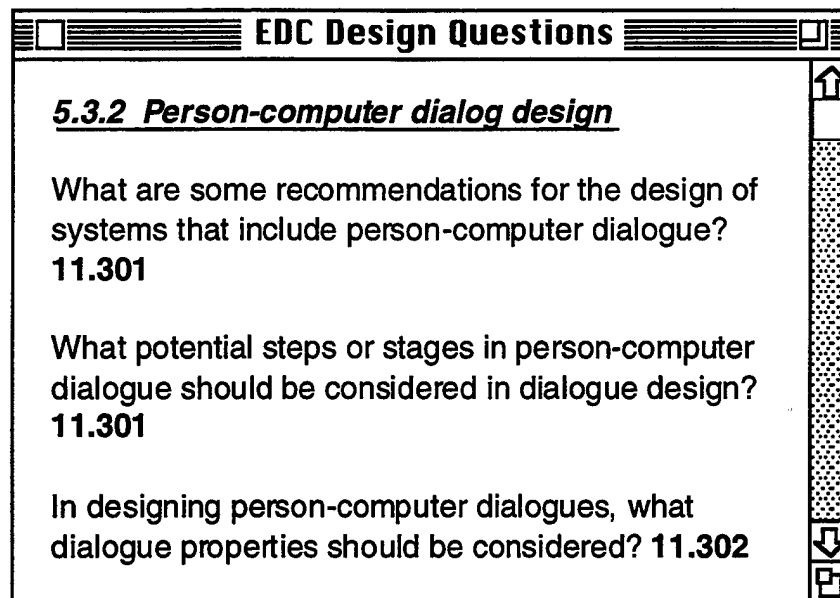 EDC Design Questions
5.3.2 Person-computer dialog design
What are some recommendations for the design of
systems that include person-computer dialogue?
11.301
What potential steps or stages in person-computer
dialogue should be considered in dialogue design?
11.301
In designing person-computer dialogues, what
dialogue properties should be considered? 11.302